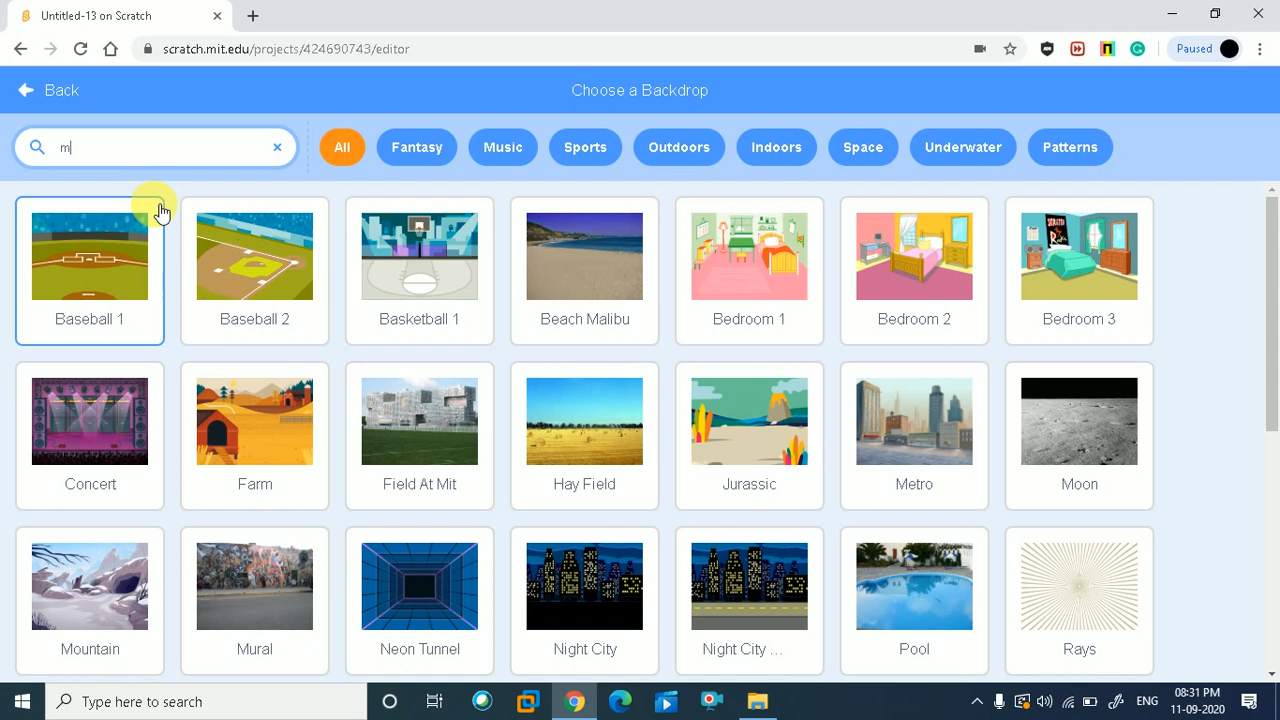 Untitled-13 on Scratch
scratch.mit.edu/projects/424690743/editor
Paused
Back
Choose a Backdrop
m
All
Fantasy
Music
Sports
Outdoors
Indoors
Space
Underwater
Patterns
Baseball 1
Baseball 2
Basketball 1
Beach Malibu
Bedroom 1
Bedroom 2
Bedroom 3
Concert
Farm
Field At Mit
Hay Field
Jurassic
Metro
Moon
Mountain
Mural
Neon Tunnel
Night City
Night City ...
Pool
Rays
Type here to search
ENG
08:31 PM
11-09-2020